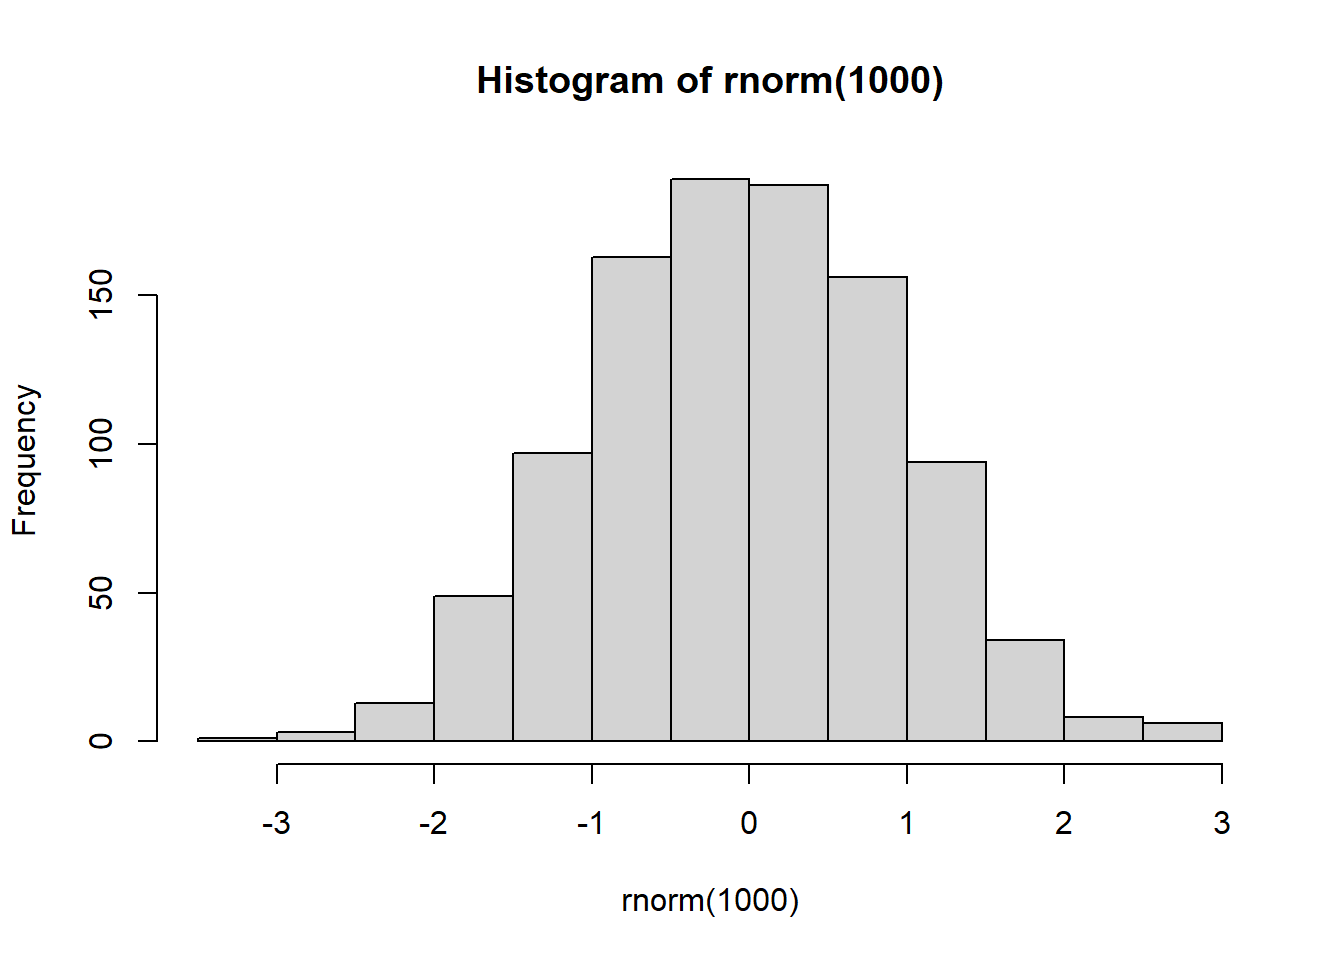 Histogram of rnorm(1000)
Frequency
150
100
50
0
-3 -2 -1 0 1 2 3
rnorm(1000)